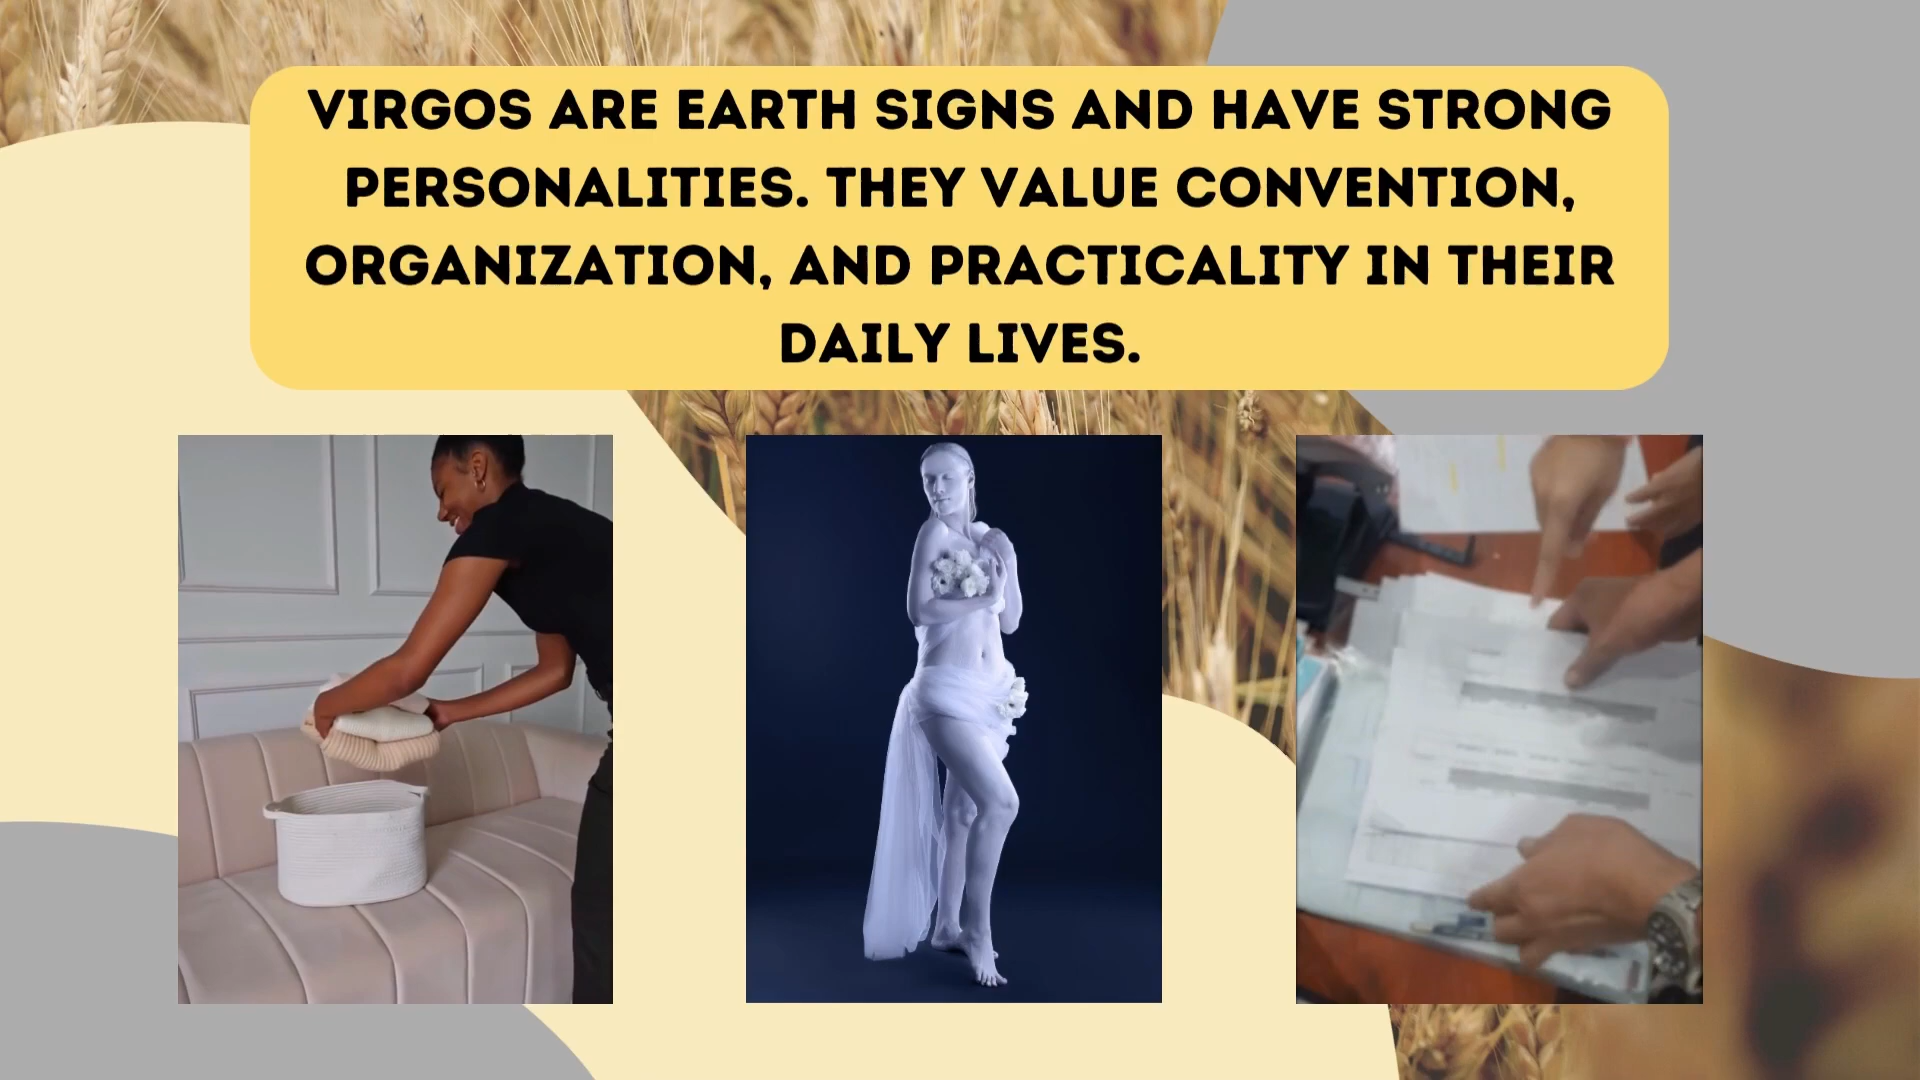 VIRGOS ARE EARTH SIGNS AND HAVE STRONG
PERSONALITIES. THEY VALUE CONVENTION,
ORGANIZATION, AND PRACTICALITY IN THEIR
DAILY LIVES.